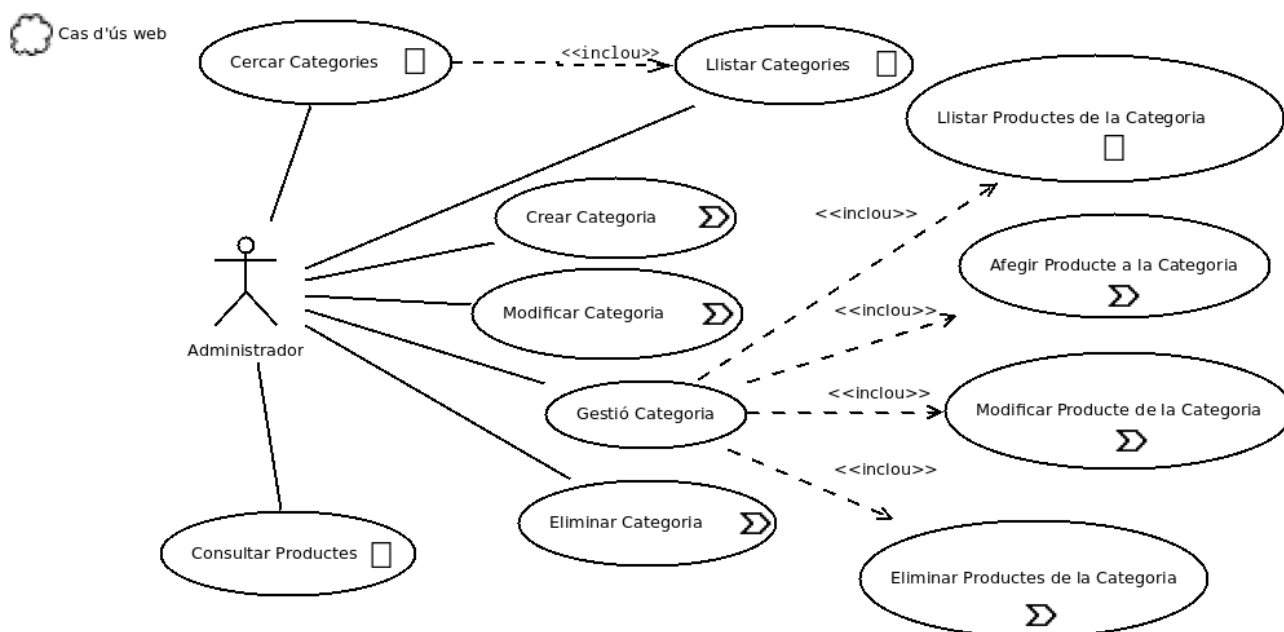 Cas d'ús web
Cercar Categories
<<inclou>>
Llistar Categories
Llistar Productes de la Categoria
<<inclou>>
Crear Categoria
Afegir Producte a la Categoria
<<inclou>>
Modificar Categoria
Administrador
<<inclou>>
Gestió Categoria
Modificar Producte de la Categoria
<<inclou>>
Eliminar Categoria
Consultar Productes
Eliminar Productes de la Categoria